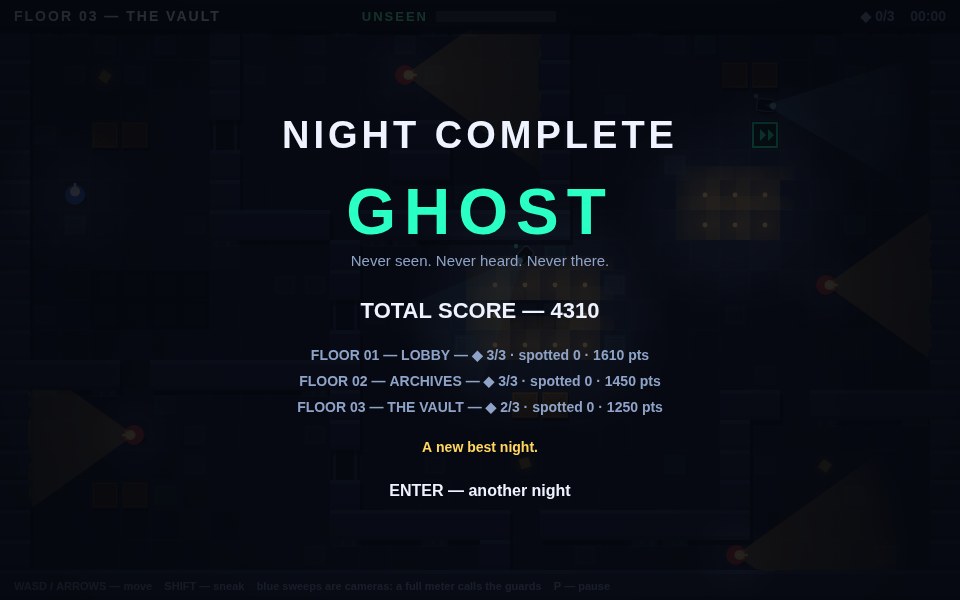 FLOOR 03 — THE VAULT UNSEEN ◆ 0/3 00:00
NIGHT COMPLETE
GHOST
Never seen. Never heard. Never there.
TOTAL SCORE — 4310
FLOOR 01 — LOBBY — ◆ 3/3 · spotted 0 · 1610 pts
FLOOR 02 — ARCHIVES — ◆ 3/3 · spotted 0 · 1450 pts
FLOOR 03 — THE VAULT — ◆ 2/3 · spotted 0 · 1250 pts
A new best night.
ENTER — another night
WASD / ARROWS — move SHIFT — sneak blue sweeps are cameras: a full meter calls the guards P — pause